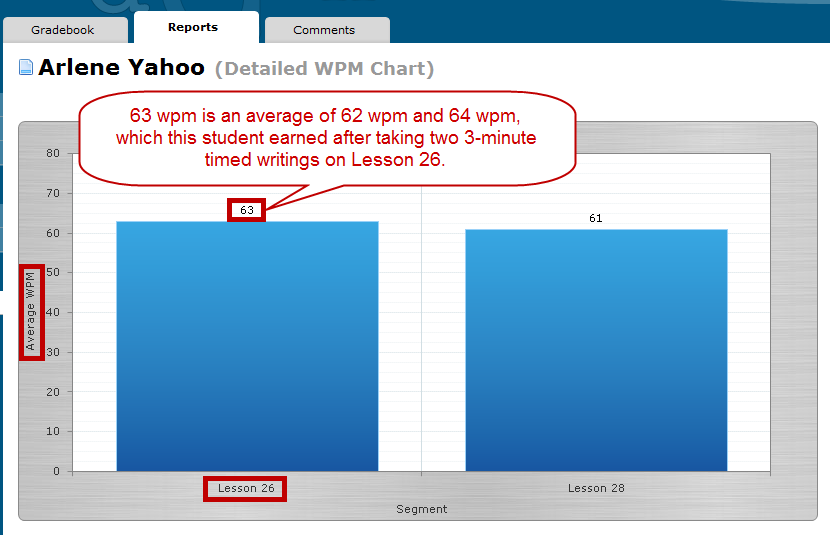 Gradebook
Reports
Comments
Arlene Yahoo (Detailed WPM Chart)
63 wpm is an average of 62 wpm and 64 wpm,
which this student earned after taking two 3-minute
timed writings on Lesson 26.
80
70
60
50
40
30
20
10
0
Average WPM
63
61
Lesson 26
Lesson 28
Segment